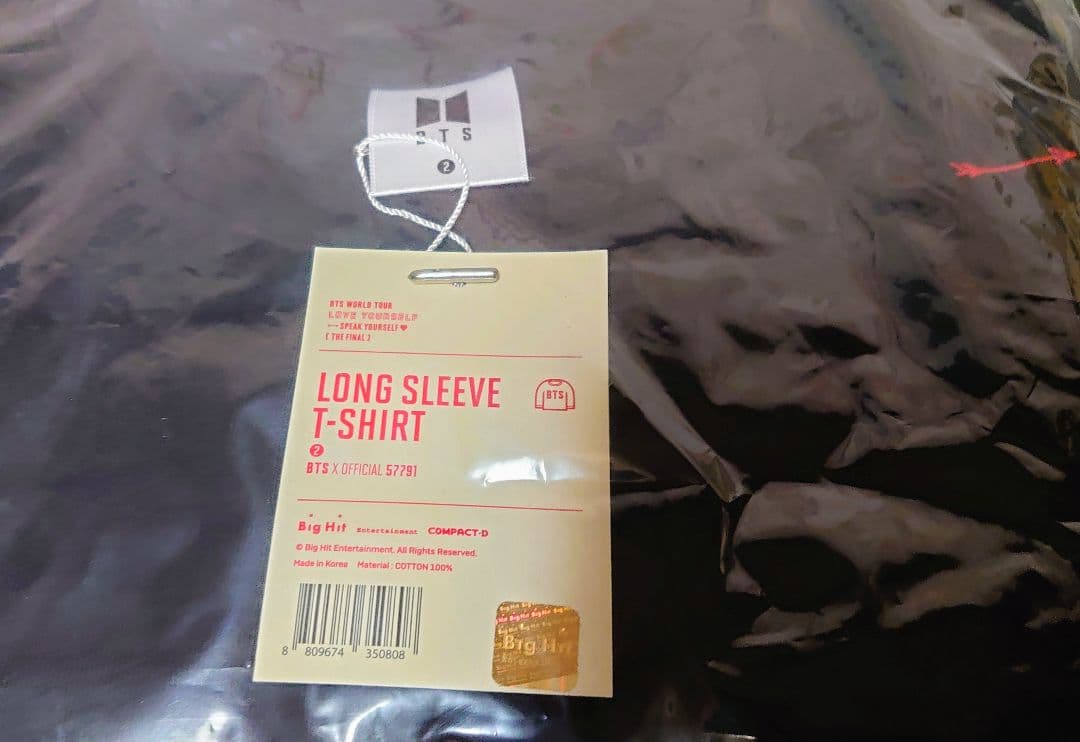 BTS
2
BTS WORLD TOUR
LOVE YOURSELF
SPEAK YOURSELF
[ THE FINAL ]
LONG SLEEVE
T-SHIRT
BTS
2
BTS X OFFICIAL 57791
Big Hit Entertainment COMPACT·D
© Big Hit Entertainment. All Rights Reserved.
Made in Korea Material : COTTON 100%
8 809674 350808
Big Hit